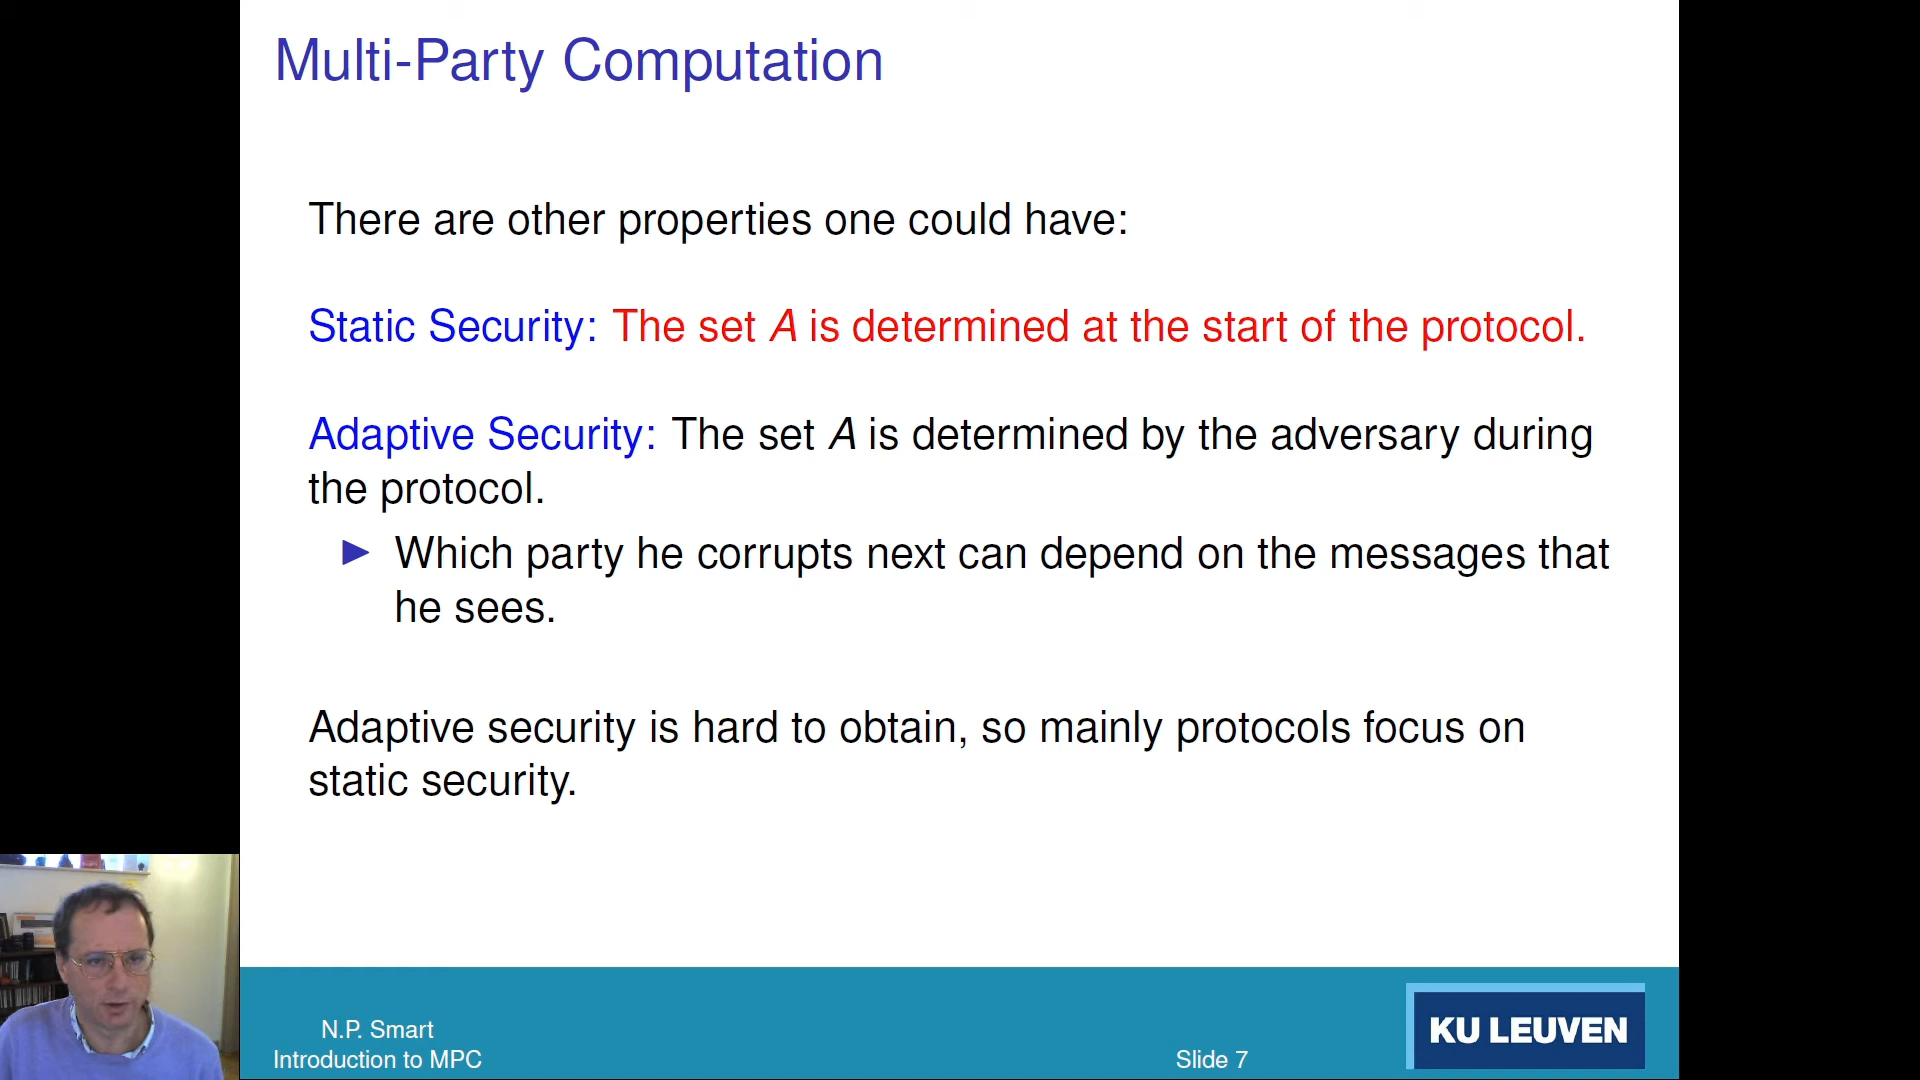 Multi-Party Computation
There are other properties one could have:
Static Security: The set A is determined at the start of the protocol.
Adaptive Security: The set A is determined by the adversary during
the protocol.
Which party he corrupts next can depend on the messages that
he sees.
Adaptive security is hard to obtain, so mainly protocols focus on
static security.
N.P. Smart
Introduction to MPC
Slide 7
KU LEUVEN